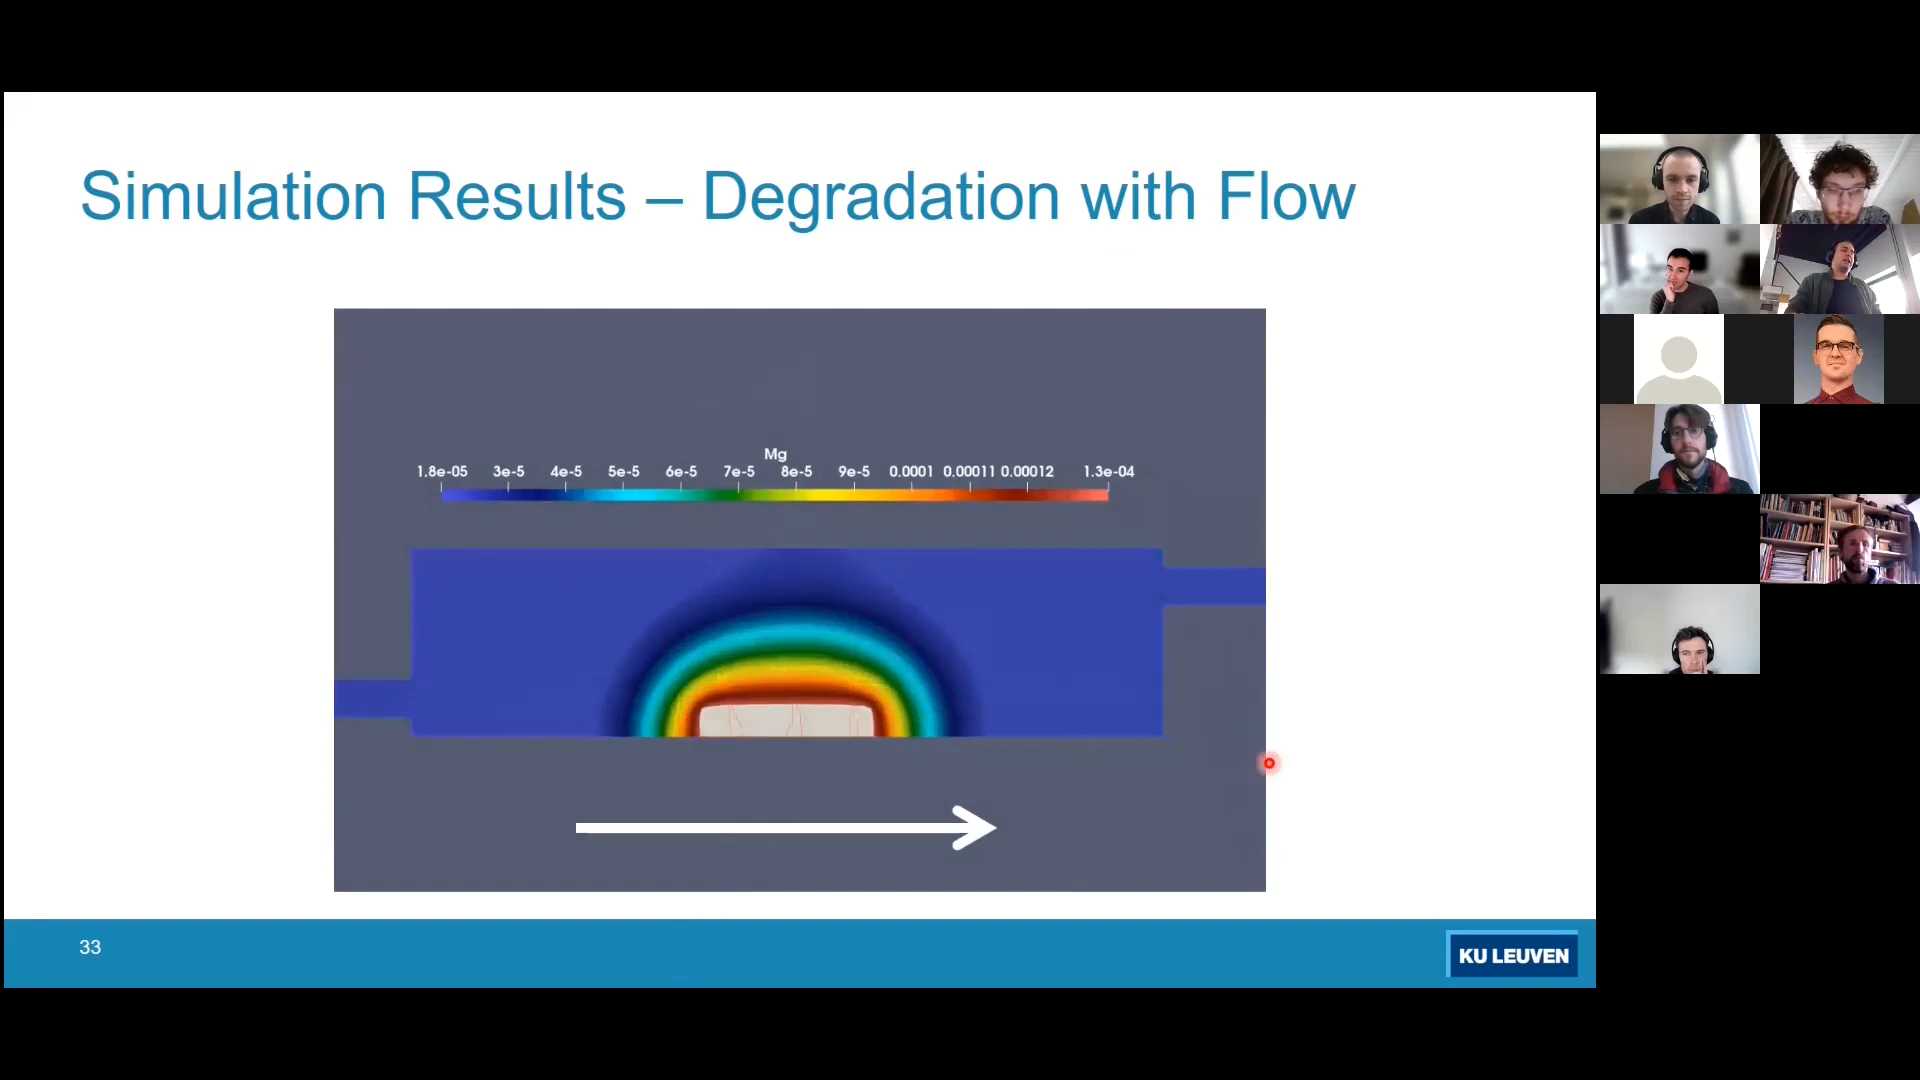 Simulation Results – Degradation with Flow
Mg
1.8e-05 3e-5 4e-5 5e-5 6e-5 7e-5 8e-5 9e-5 0.0001 0.00011 0.00012 1.3e-04
33
KU LEUVEN